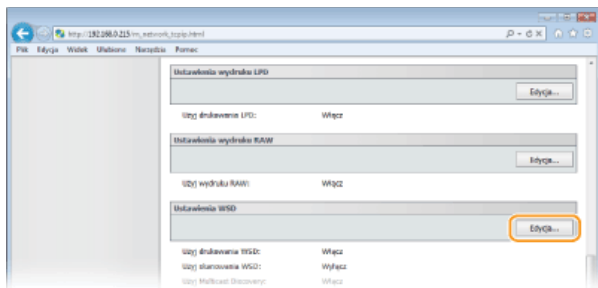 http://192.168.0.215/m_network_tcpip.html
Plik Edycja Widok Ulubione Narzędzia Pomoc
Ustawienia wydruku LPD
Edycja...
Użyj drukowania LPD: Włącz
Ustawienia wydruku RAW
Edycja...
Użyj wydruku RAW: Włącz
Ustawienia WSD
Edycja...
Użyj drukowania WSD: Włącz
Użyj skanowania WSD: Wyłącz
Użyj Multicast Discovery: Włącz